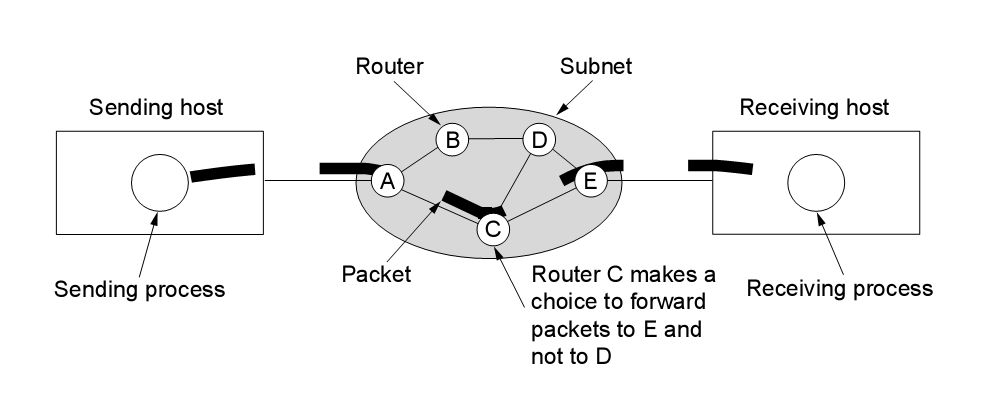 Router
Subnet
Sending host
Receiving host
B
D
A
E
C
Packet
Router C makes a
choice to forward
packets to E and
not to D
Sending process
Receiving process